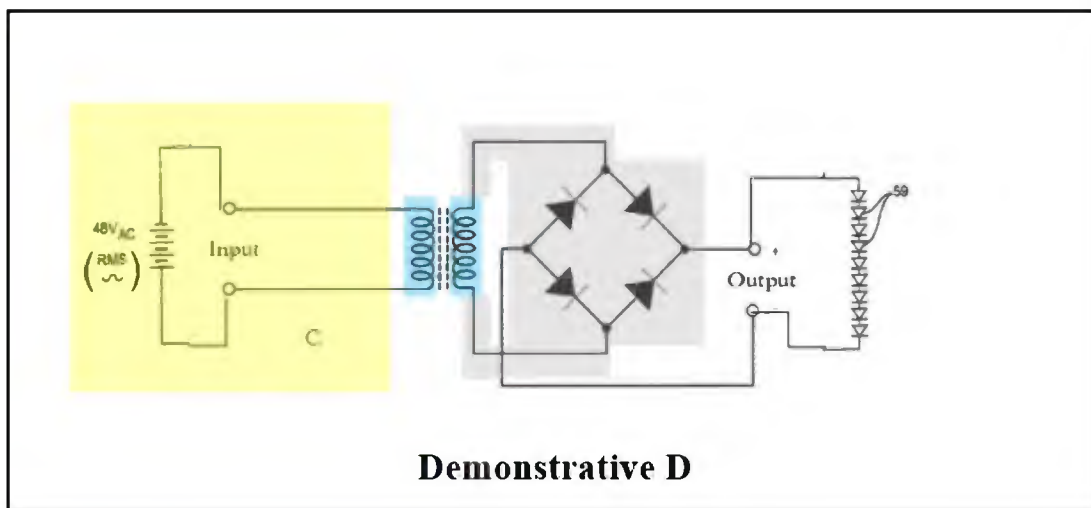 48VAC
(RMS
~)
Input
C
+
Output
59
Demonstrative D